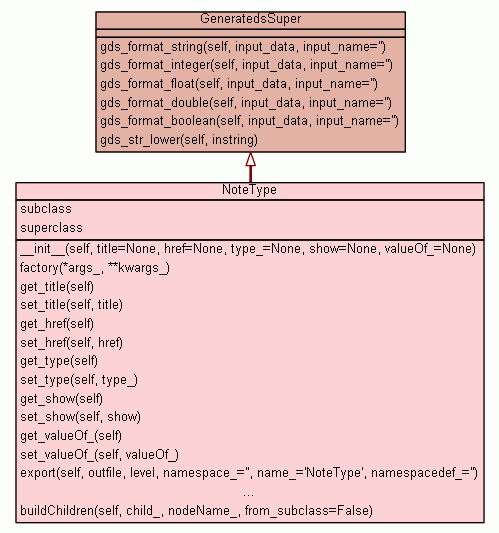 GeneratedsSuper
gds_format_string(self, input_data, input_name='')
gds_format_integer(self, input_data, input_name='')
gds_format_float(self, input_data, input_name='')
gds_format_double(self, input_data, input_name='')
gds_format_boolean(self, input_data, input_name='')
gds_str_lower(self, instring)
NoteType
subclass
superclass
__init__(self, title=None, href=None, type_=None, show=None, valueOf_=None)
factory(*args_, **kwargs_)
get_title(self)
set_title(self, title)
get_href(self)
set_href(self, href)
get_type(self)
set_type(self, type_)
get_show(self)
set_show(self, show)
get_valueOf_(self)
set_valueOf_(self, valueOf_)
export(self, outfile, level, namespace_='', name_='NoteType', namespacedef_='')
...
buildChildren(self, child_, nodeName_, from_subclass=False)